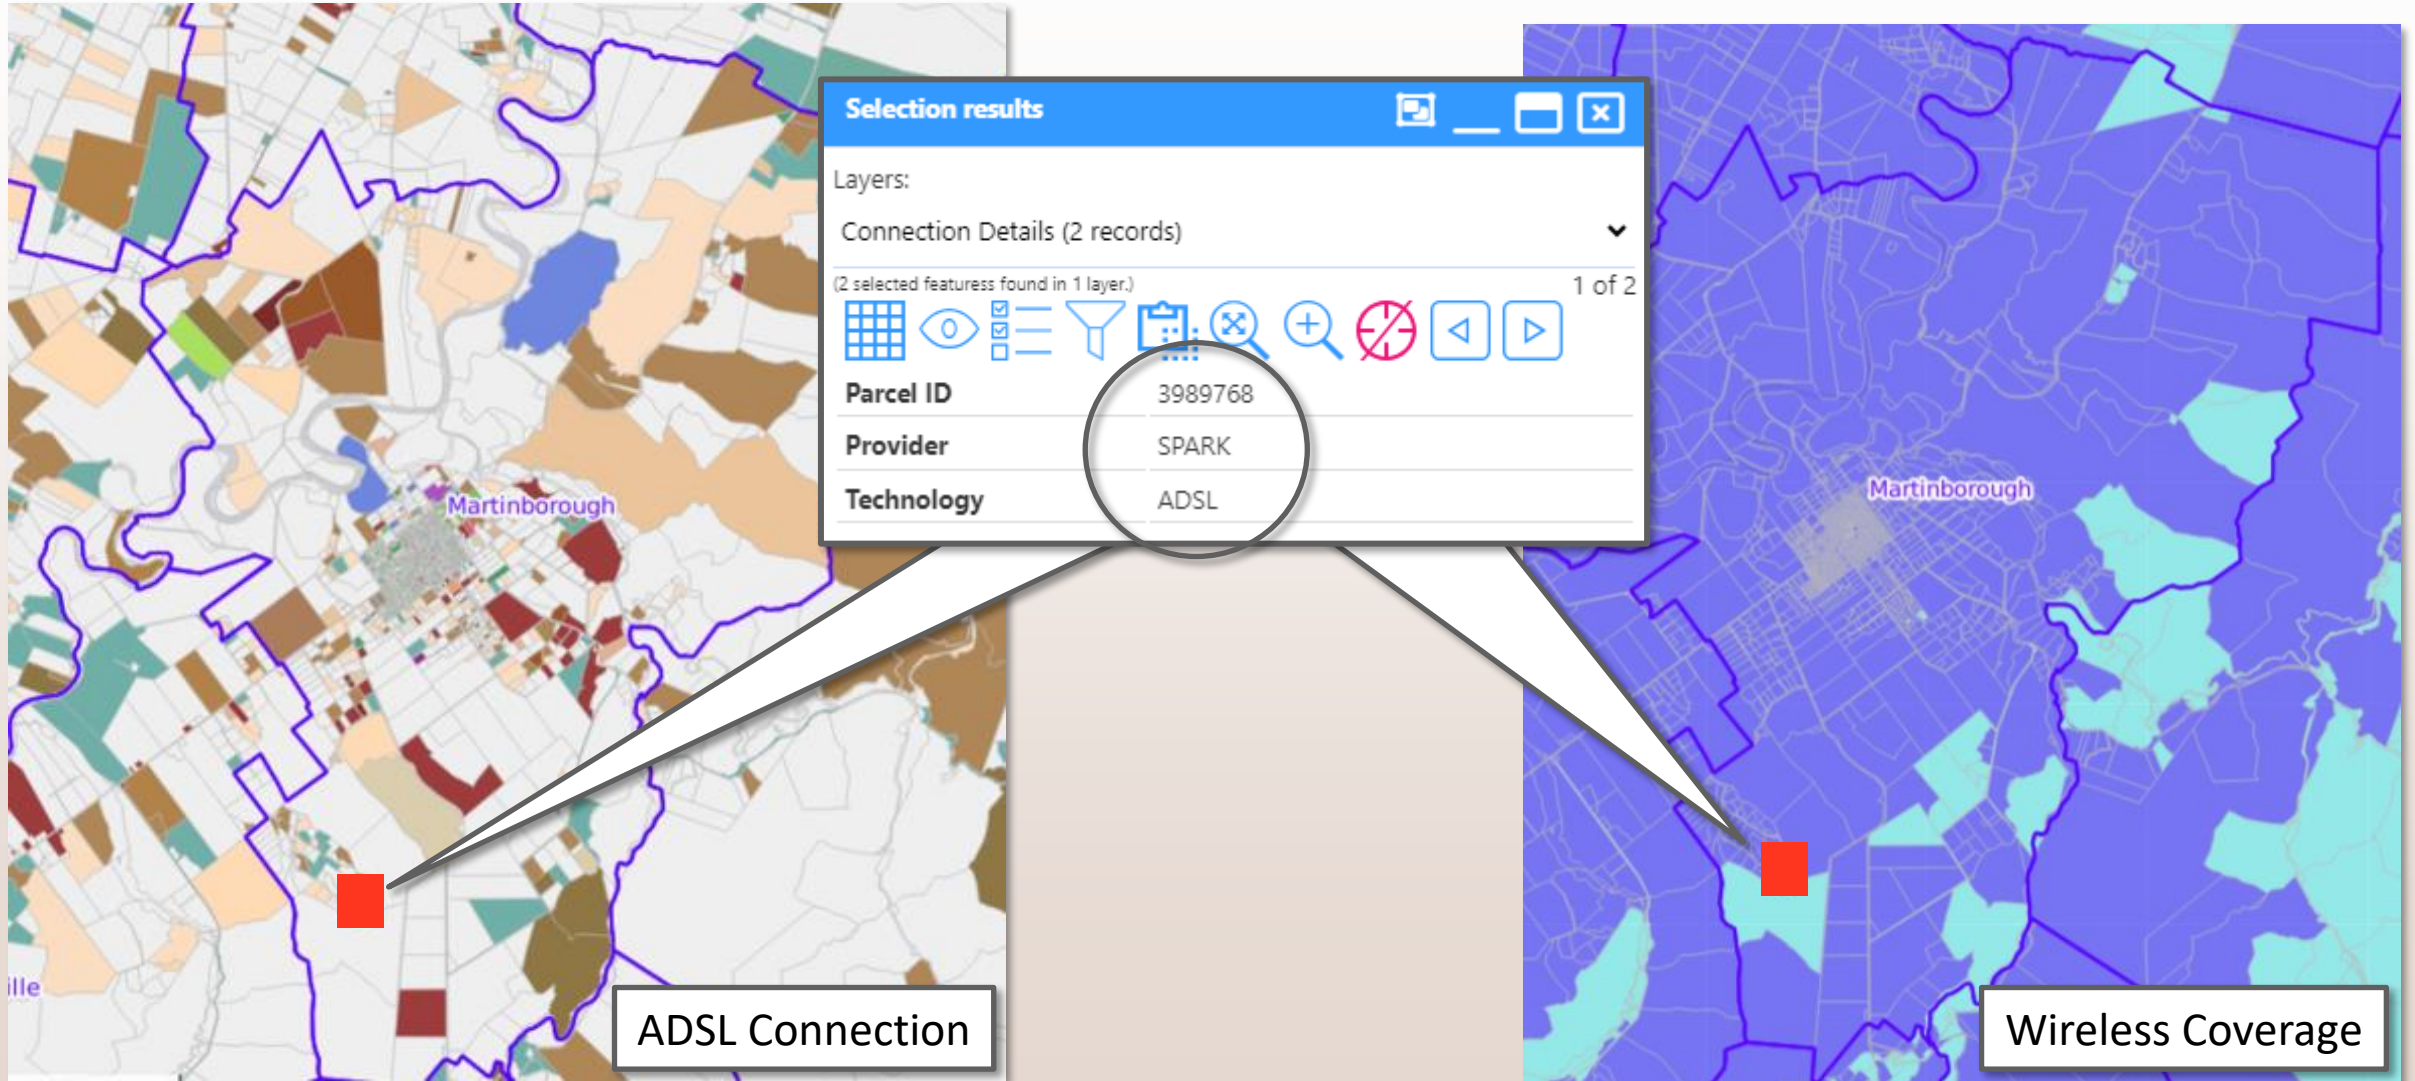 Selection results
Layers:
Connection Details (2 records)
(2 selected featuress found in 1 layer.)
1 of 2
Parcel ID 3989768
Provider SPARK
Technology ADSL
Martinborough
Martinborough
ille
ADSL Connection
Wireless Coverage